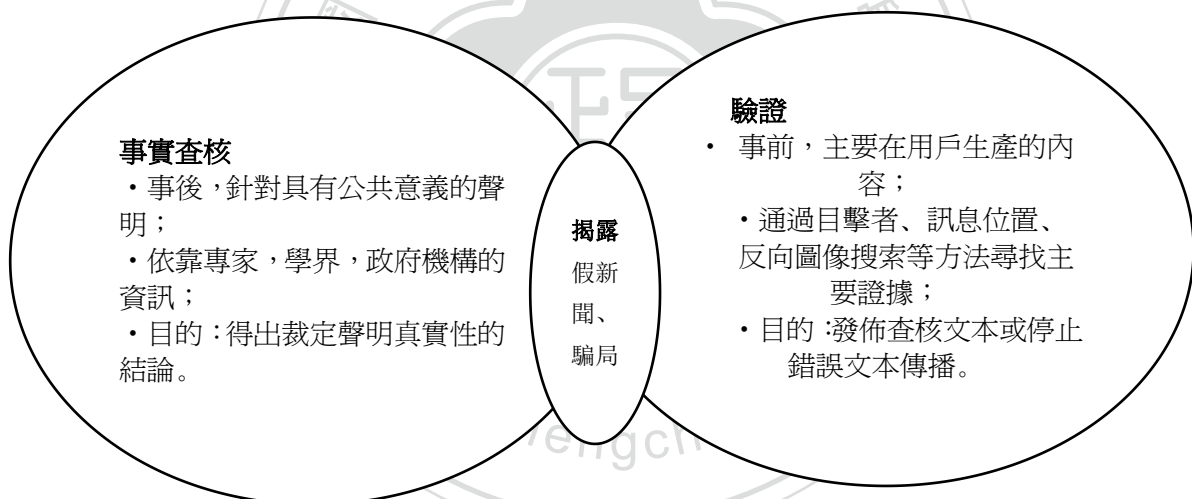 事實查核
・事後，針對具有公共意義的聲
明；
・依靠專家，學界，政府機構的
資訊；
・目的：得出裁定聲明真實性的
結論。
揭露
假新
聞、
騙局
驗證
・ 事前，主要在用戶生產的內
容；
・通過目擊者、訊息位置、
反向圖像搜索等方法尋找主
要證據；
・目的：發佈查核文本或停止
錯誤文本傳播。
engch